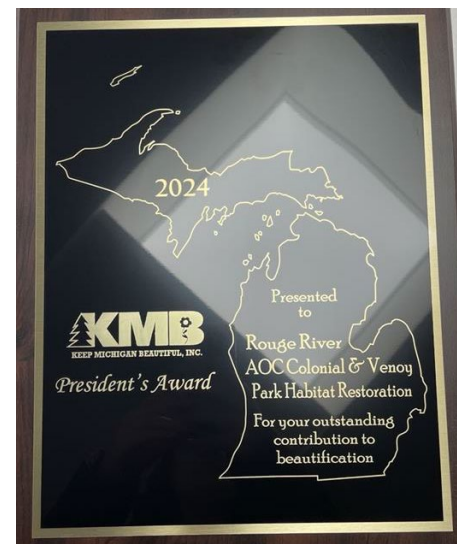 2024
KMB
KEEP MICHIGAN BEAUTIFUL, INC.
President's Award
Presented
to
Rouge River
AOC Colonial & Venoy
Park Habitat Restoration
For your outstanding
contribution to
beautification